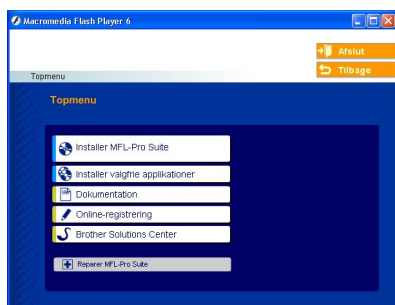 Macromedia Flash Player 6
Afslut
Tilbage
Topmenu
Topmenu
Installer MFL-Pro Suite
Installer valgfrie applikationer
Dokumentation
Online-registrering
Brother Solutions Center
Reparer MFL-Pro Suite